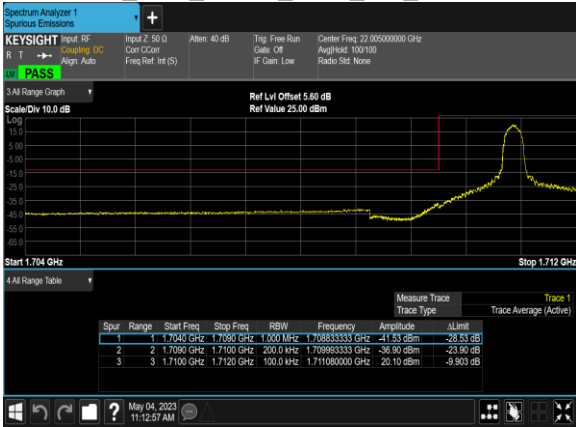 Spectrum Analyzer 1
Spurious Emissions
+
KEYSIGHT Input: RF Input Z: 50 Ω Atten: 40 dB Trig: Free Run Center Freq: 22.005000000 GHz
R T Coupling: DC Corr CCorr Gate: Off Avg|Hold: 100/100
Align: Auto Freq Ref: Int (S) IF Gain: Low Radio Std: None
PASS
3 All Range Graph
Ref Lvl Offset 5.60 dB
Scale/Div 10.0 dB Ref Value 25.00 dBm
Log
15.0
5.00
-5.00
-15.0
-25.0
-35.0
-45.0
-55.0
-65.0
Start 1.704 GHz Stop 1.712 GHz
4 All Range Table
Measure Trace Trace 1
Trace Type Trace Average (Active)
Spur Range Start Freq Stop Freq RBW Frequency Amplitude ΔLimit
1 1 1.7040 GHz 1.7090 GHz 1.000 MHz 1.708833333 GHz -41.53 dBm -28.53 dB
2 2 1.7090 GHz 1.7100 GHz 200.0 kHz 1.709993333 GHz -36.90 dBm -23.90 dB
3 3 1.7100 GHz 1.7120 GHz 100.0 kHz 1.711080000 GHz 20.10 dBm -9.903 dB
? May 04, 2023
11:12:57 AM